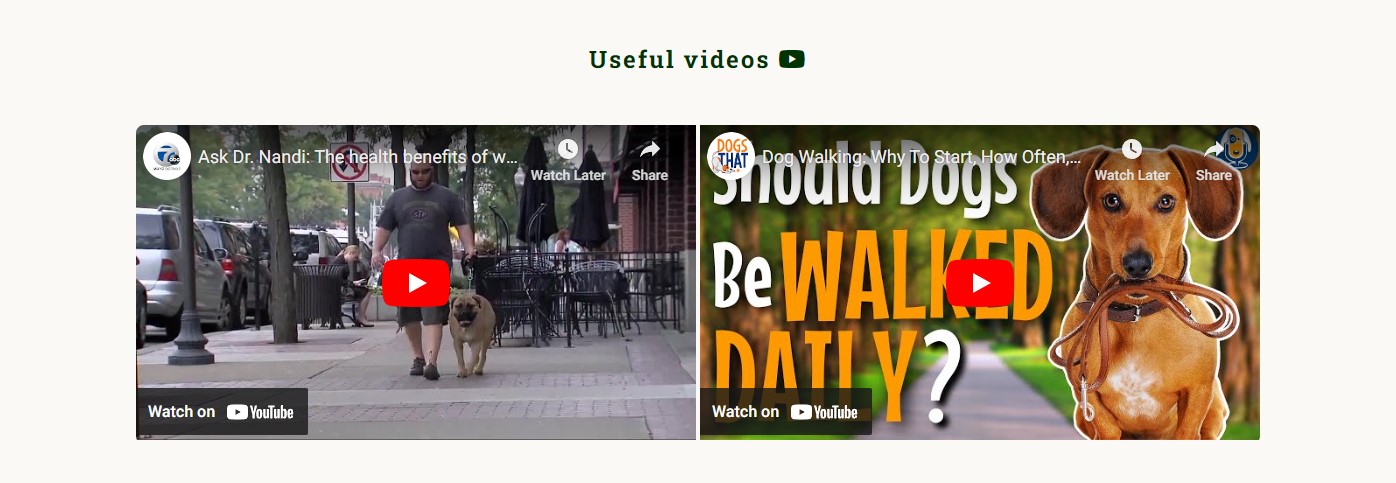 Useful videos
Ask Dr. Nandi: The health benefits of w...
Watch Later
Share
Watch on YouTube
DOGS
THAT
Dog Walking: Why To Start, How Often,...
Watch Later
Share
Should Dogs
Be WALKED
DAILY?
Watch on YouTube